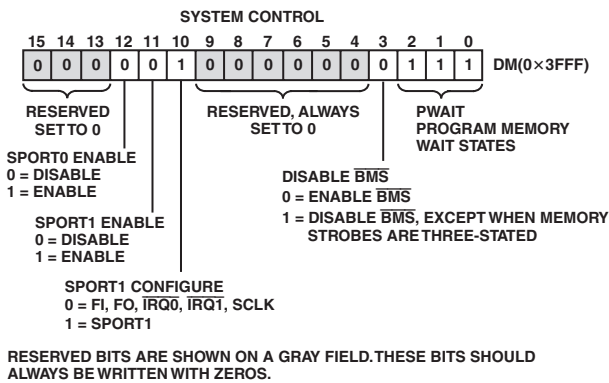 SYSTEM CONTROL
15 14 13 12 11 10 9 8 7 6 5 4 3 2 1 0
0 0 0 0 0 1 0 0 0 0 0 0 0 1 1 1 DM(0×3FFF)
RESERVED
SET TO 0
RESERVED, ALWAYS
SET TO 0
PWAIT
PROGRAM MEMORY
WAIT STATES
SPORT0 ENABLE
0 = DISABLE
1 = ENABLE
DISABLE BMS
0 = ENABLE BMS
1 = DISABLE BMS, EXCEPT WHEN MEMORY
STROBES ARE THREE-STATED
SPORT1 ENABLE
0 = DISABLE
1 = ENABLE
SPORT1 CONFIGURE
0 = FI, FO, IRQ0, IRQ1, SCLK
1 = SPORT1
RESERVED BITS ARE SHOWN ON A GRAY FIELD. THESE BITS SHOULD
ALWAYS BE WRITTEN WITH ZEROS.